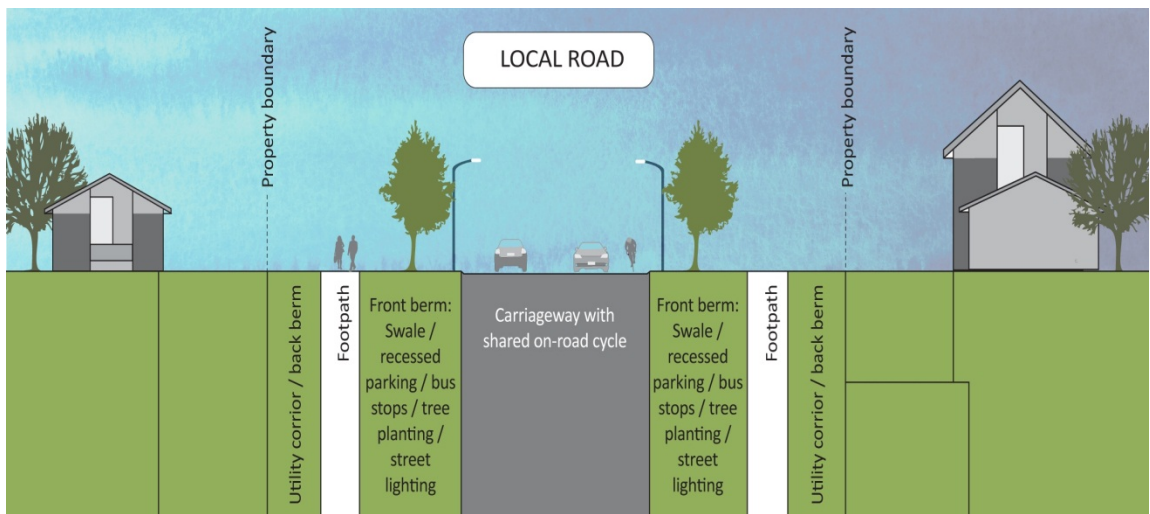 LOCAL ROAD
Property boundary
Property boundary
Utility corrior / back berm
Footpath
Front berm:
Swale /
recessed
parking / bus
stops / tree
planting /
street
lighting
Carriageway with
shared on-road cycle
Front berm:
Swale /
recessed
parking / bus
stops / tree
planting /
street
lighting
Footpath
Utility corrior / back berm